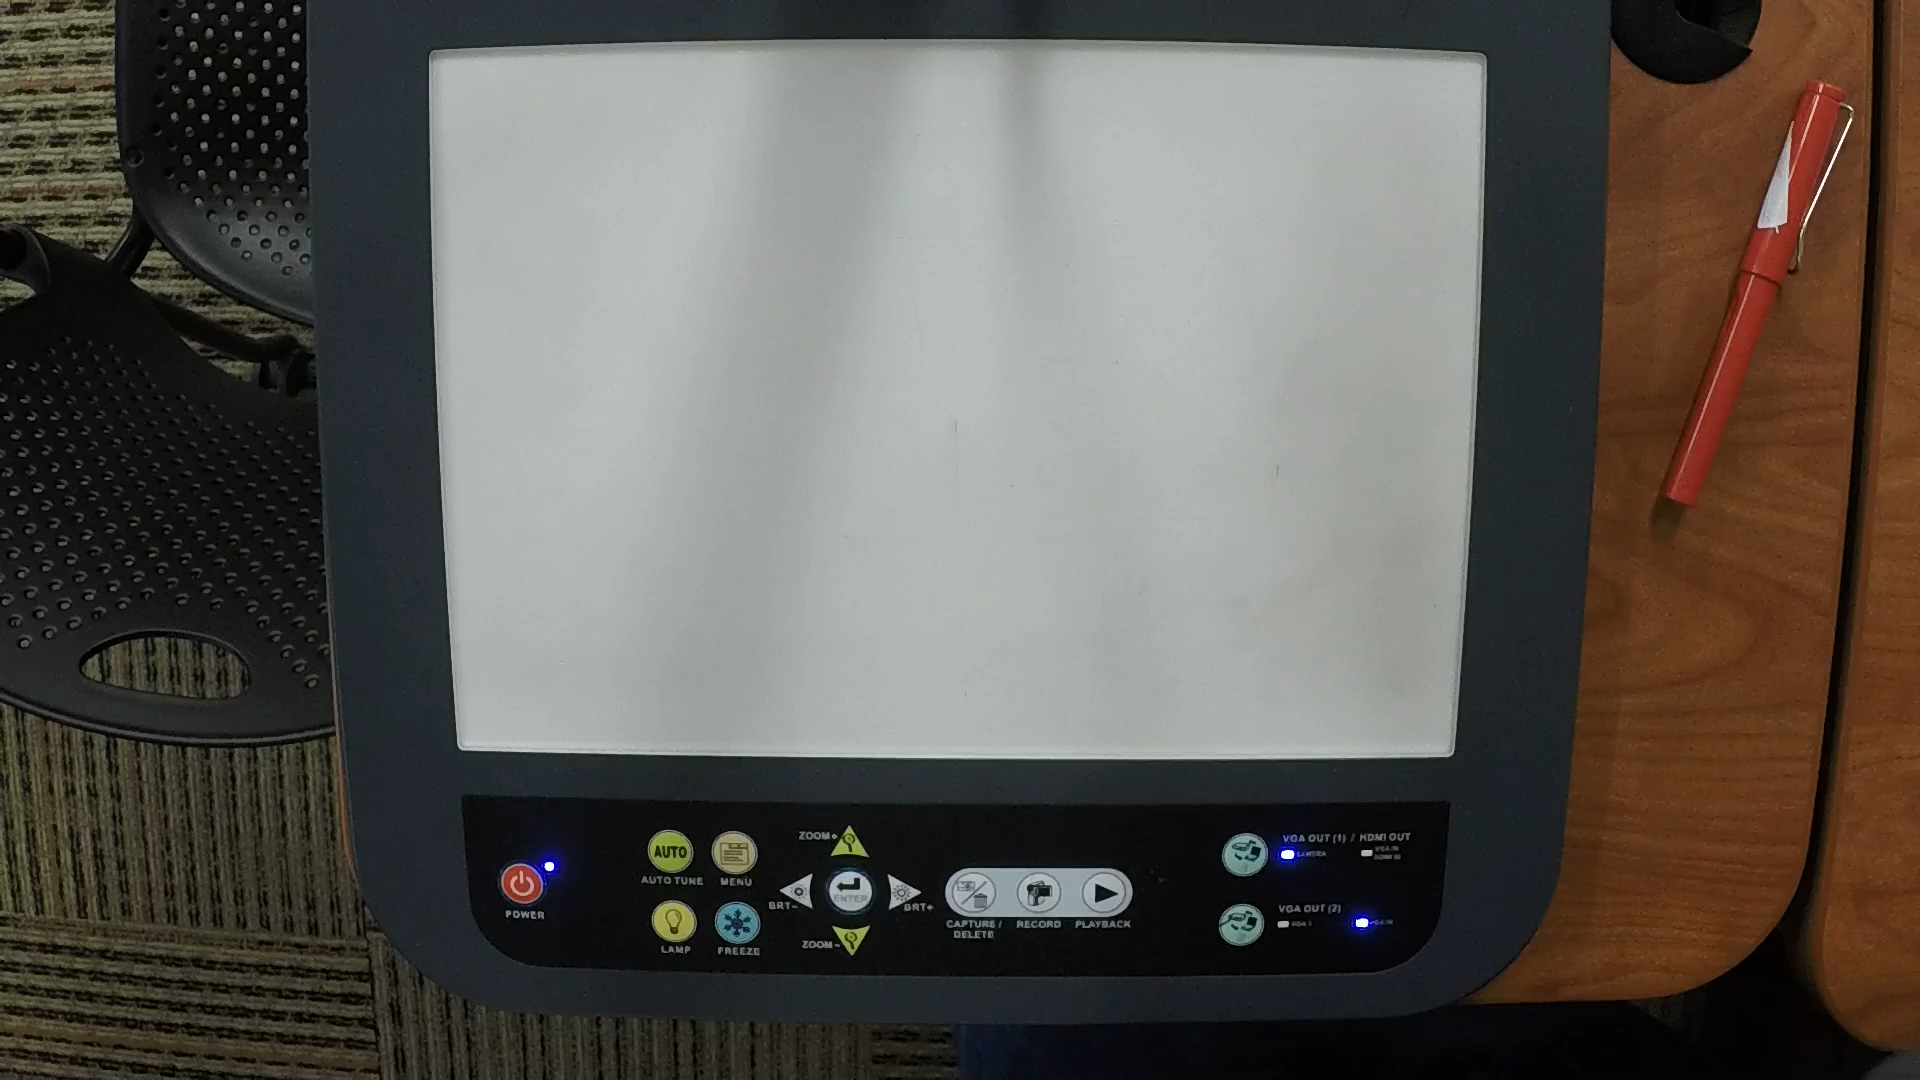 POWER
AUTO
AUTO TUNE
MENU
LAMP
FREEZE
ZOOM+
BRT-
ENTER
BRT+
ZOOM-
CAPTURE / DELETE
RECORD
PLAYBACK
VGA OUT (1) / HDMI OUT
CAMERA
VGA OUT (2)